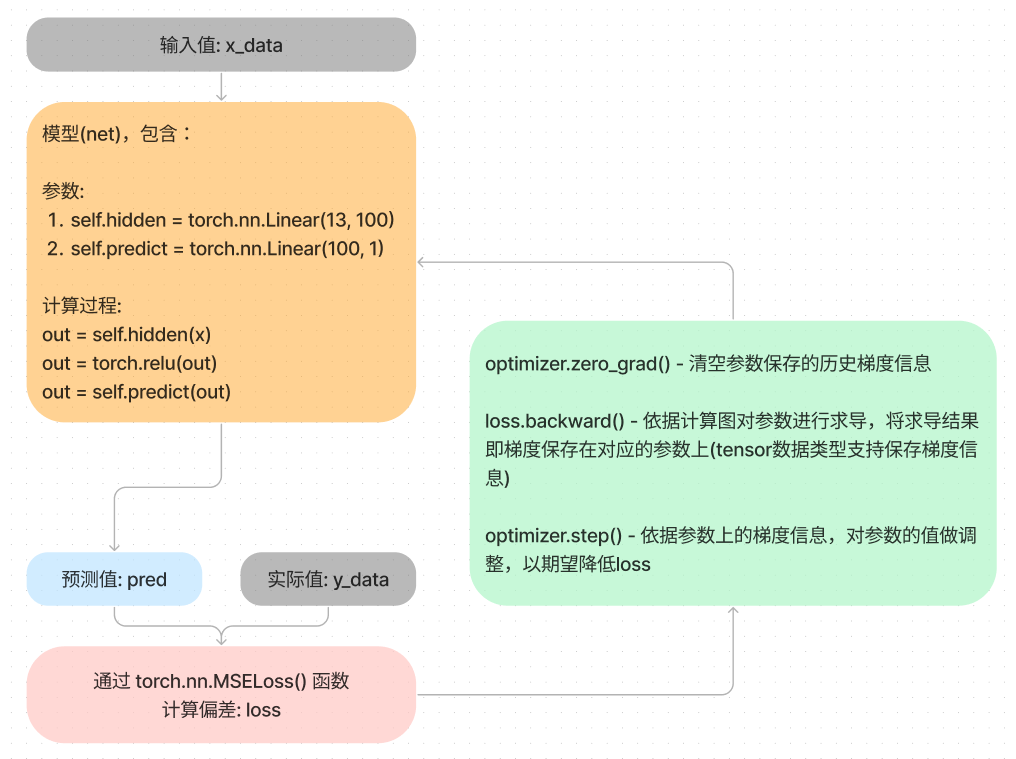 输入值: x_data
模型(net)，包含：
参数:
1. self.hidden = torch.nn.Linear(13, 100)
2. self.predict = torch.nn.Linear(100, 1)
计算过程:
out = self.hidden(x)
out = torch.relu(out)
out = self.predict(out)
optimizer.zero_grad() - 清空参数保存的历史梯度信息
loss.backward() - 依据计算图对参数进行求导，将求导结果
即梯度保存在对应的参数上(tensor数据类型支持保存梯度信
息)
optimizer.step() - 依据参数上的梯度信息，对参数的值做调
整，以期望降低loss
预测值: pred
实际值: y_data
通过 torch.nn.MSELoss() 函数
计算偏差: loss